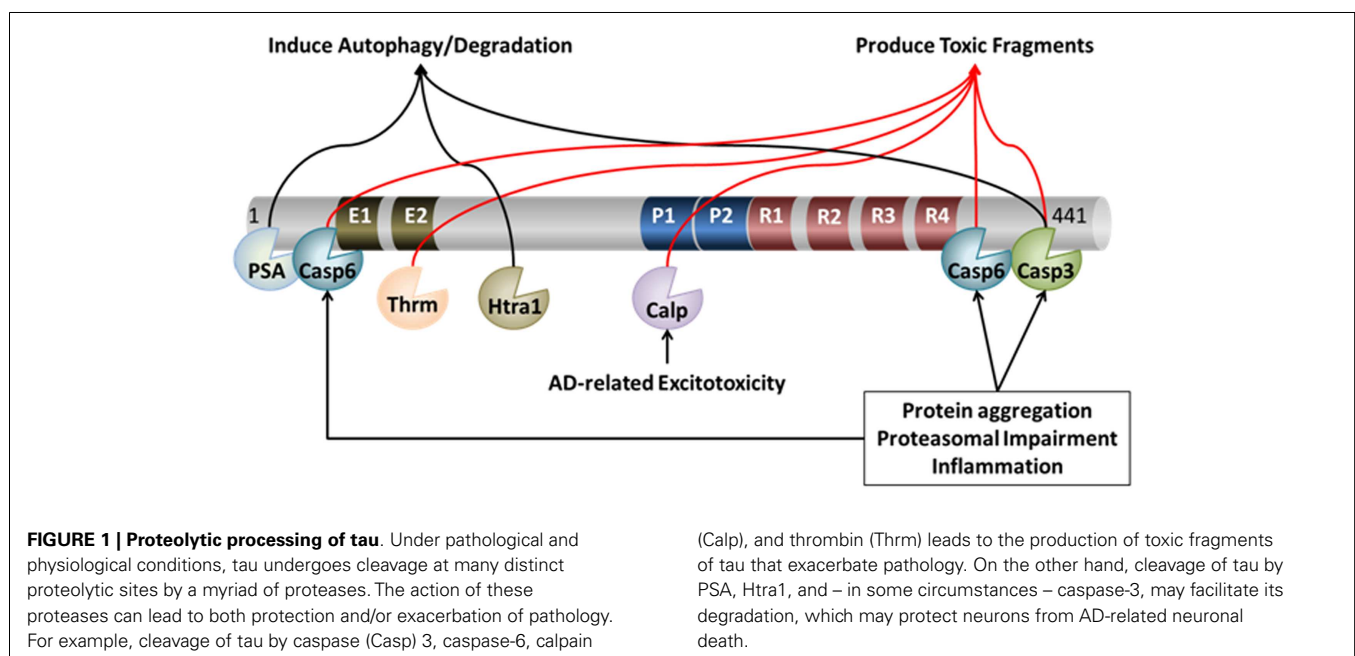 Induce Autophagy/Degradation
Produce Toxic Fragments
1
E1
E2
P1
P2
R1
R2
R3
R4
441
PSA
Casp6
Thrm
Htra1
Calp
Casp6
Casp3
AD-related Excitotoxicity
Protein aggregation
Proteasomal Impairment
Inflammation
FIGURE 1 | Proteolytic processing of tau. Under pathological and
physiological conditions, tau undergoes cleavage at many distinct
proteolytic sites by a myriad of proteases. The action of these
proteases can lead to both protection and/or exacerbation of pathology.
For example, cleavage of tau by caspase (Casp) 3, caspase-6, calpain
(Calp), and thrombin (Thrm) leads to the production of toxic fragments
of tau that exacerbate pathology. On the other hand, cleavage of tau by
PSA, Htra1, and – in some circumstances – caspase-3, may facilitate its
degradation, which may protect neurons from AD-related neuronal
death.